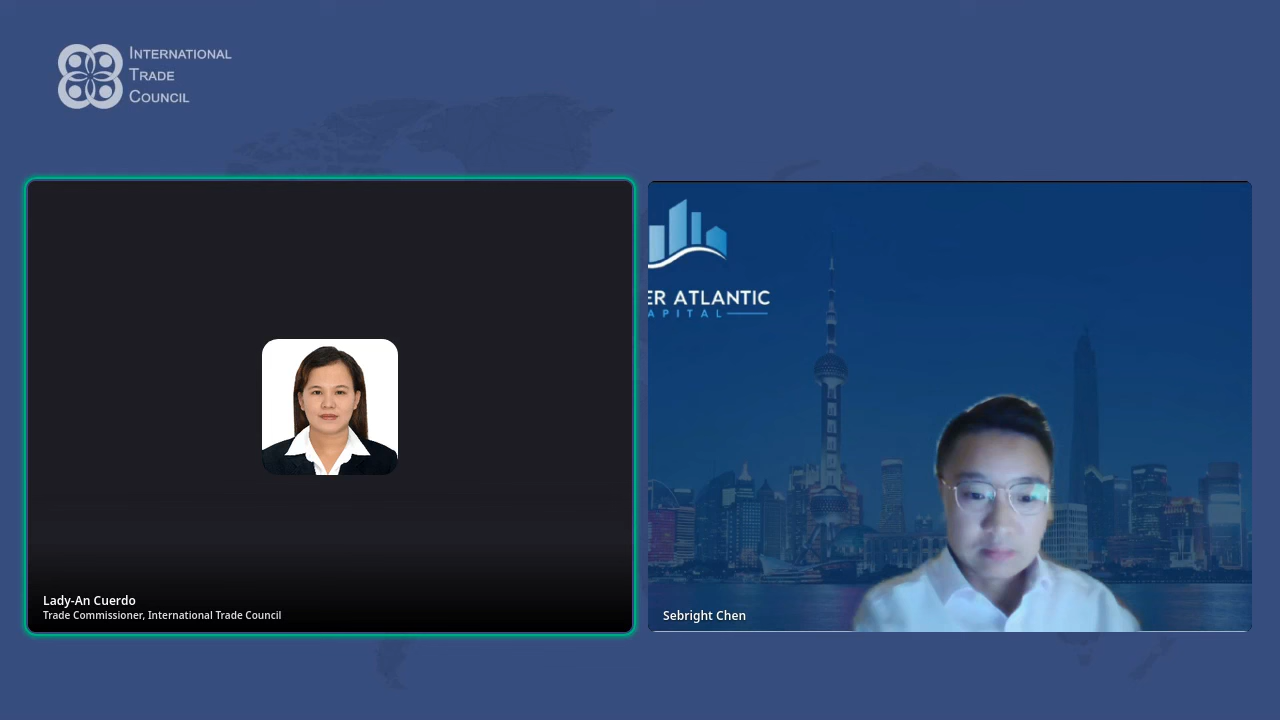 INTERNATIONAL
TRADE
COUNCIL
ER ATLANTIC
APITAL
Lady-An Cuerdo
Trade Commissioner, International Trade Council
Sebright Chen